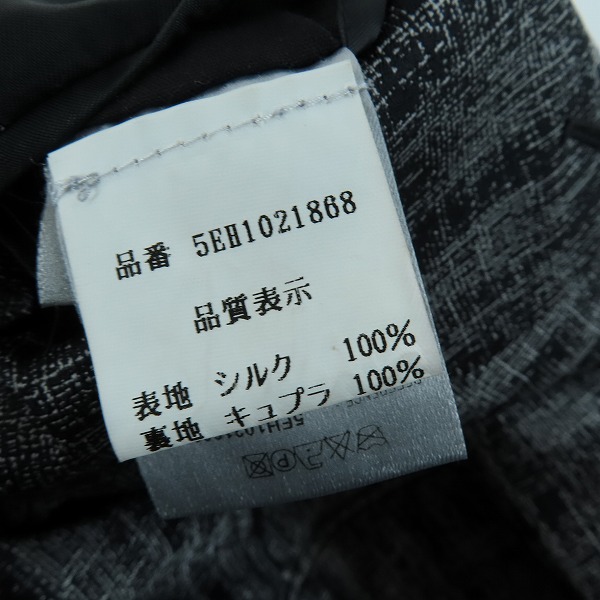 品番 5EH1021868
品質表示
表地 シルク 100%
裏地 キュプラ 100%